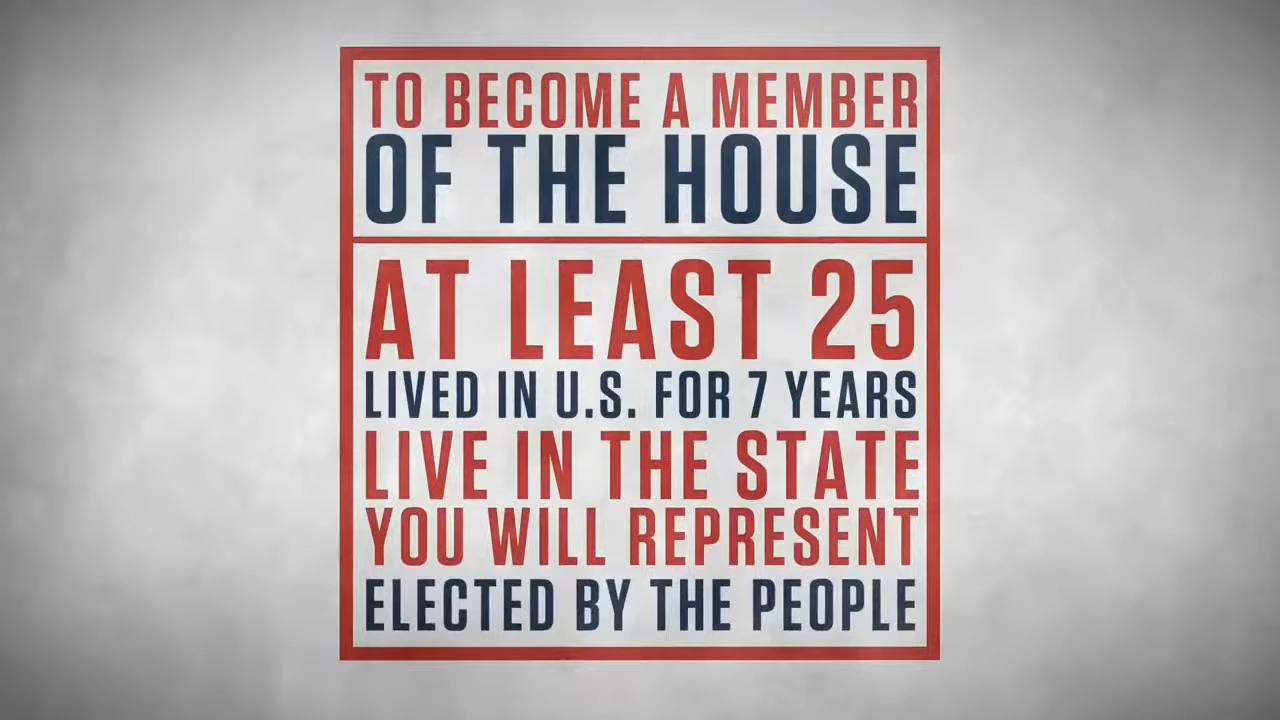 TO BECOME A MEMBER
OF THE HOUSE
AT LEAST 25
LIVED IN U.S. FOR 7 YEARS
LIVE IN THE STATE
YOU WILL REPRESENT
ELECTED BY THE PEOPLE